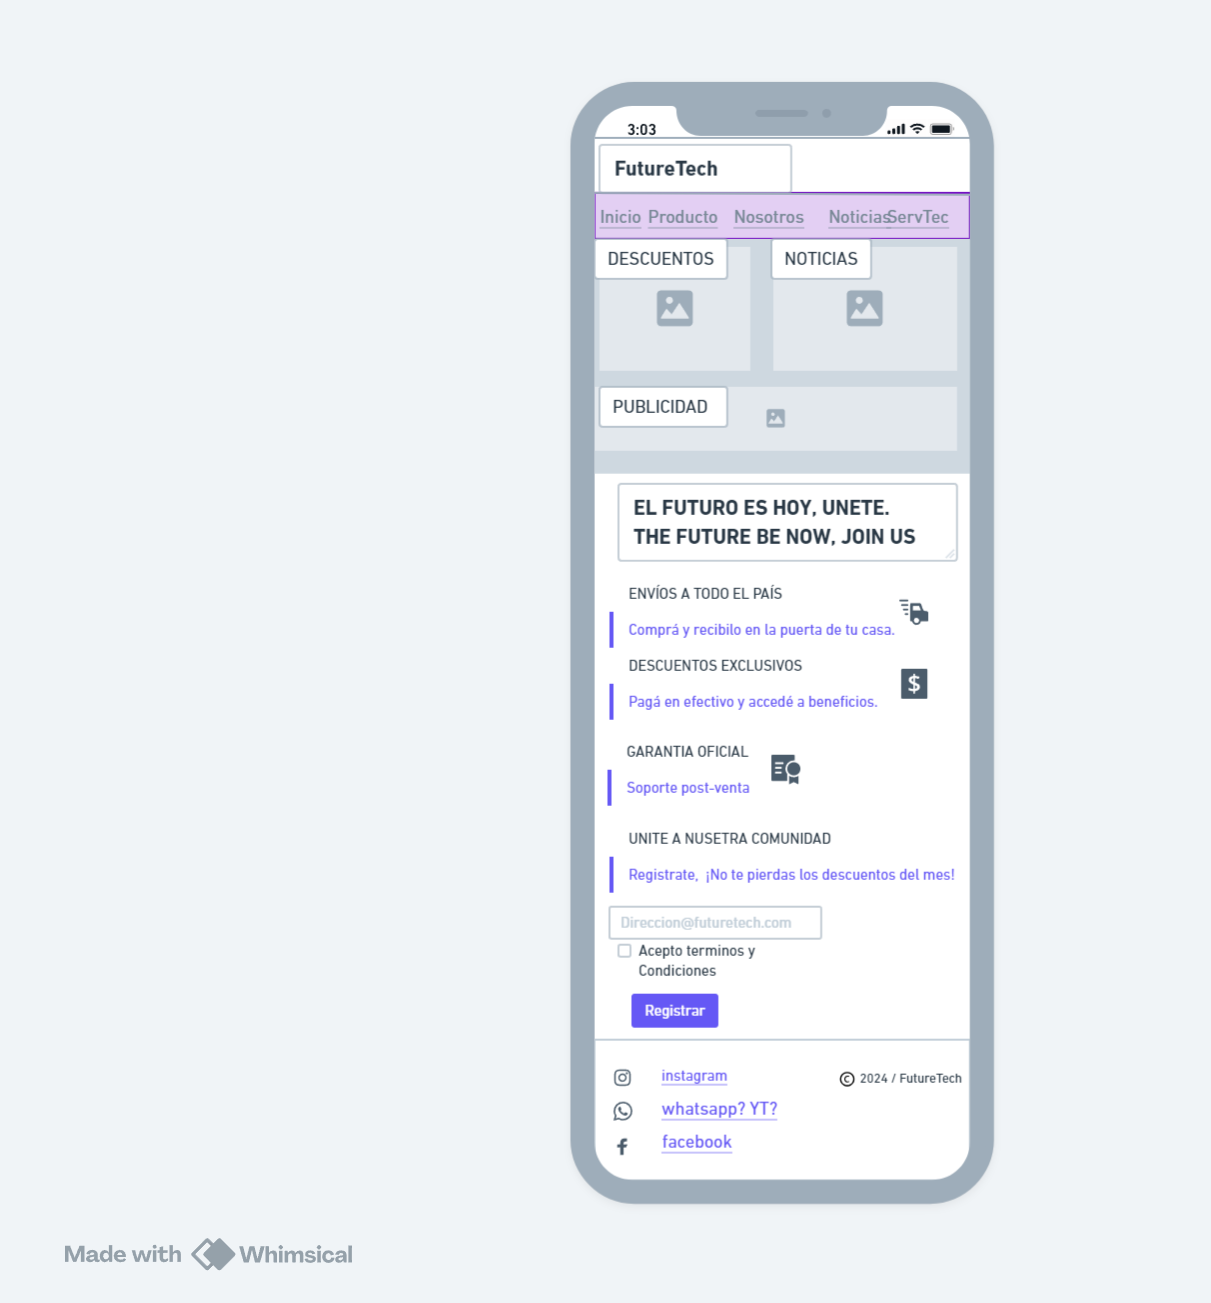 3:03
FutureTech
Inicio Producto Nosotros Noticias ServTec
DESCUENTOS NOTICIAS
PUBLICIDAD
EL FUTURO ES HOY, UNETE.
THE FUTURE BE NOW, JOIN US
ENVÍOS A TODO EL PAÍS
Comprá y recibilo en la puerta de tu casa.
DESCUENTOS EXCLUSIVOS
$
Pagá en efectivo y accedé a beneficios.
GARANTIA OFICIAL
Soporte post-venta
UNITE A NUSETRA COMUNIDAD
Registrate, ¡No te pierdas los descuentos del mes!
Direccion@futuretech.com
Acepto terminos y
Condiciones
Registrar
instagram
© 2024 / FutureTech
whatsapp? YT?
facebook
Made with Whimsical